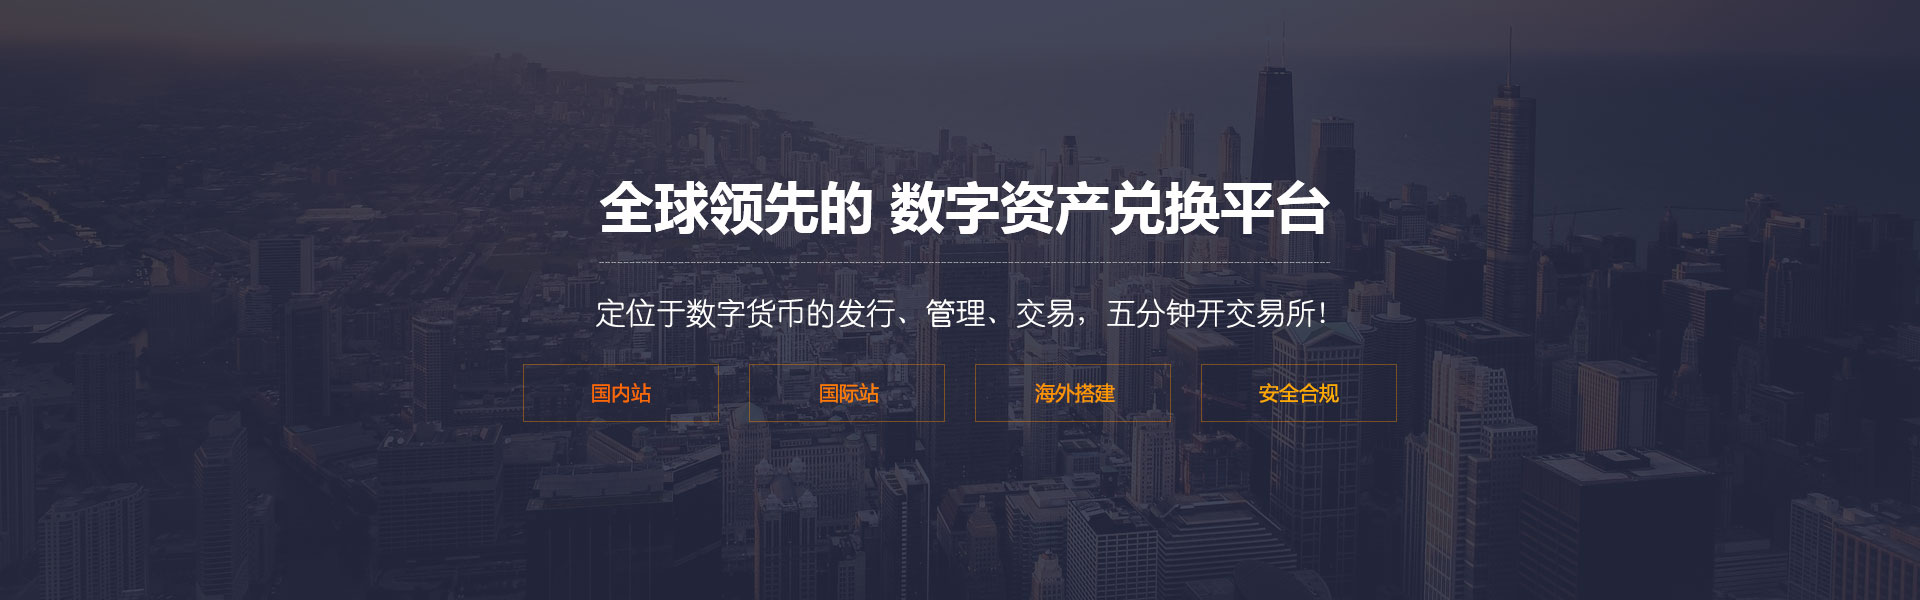 全球领先的 数字资产兑换平台
定位于数字货币的发行、管理、交易，五分钟开交易所！
国内站 国际站 海外搭建 安全合规